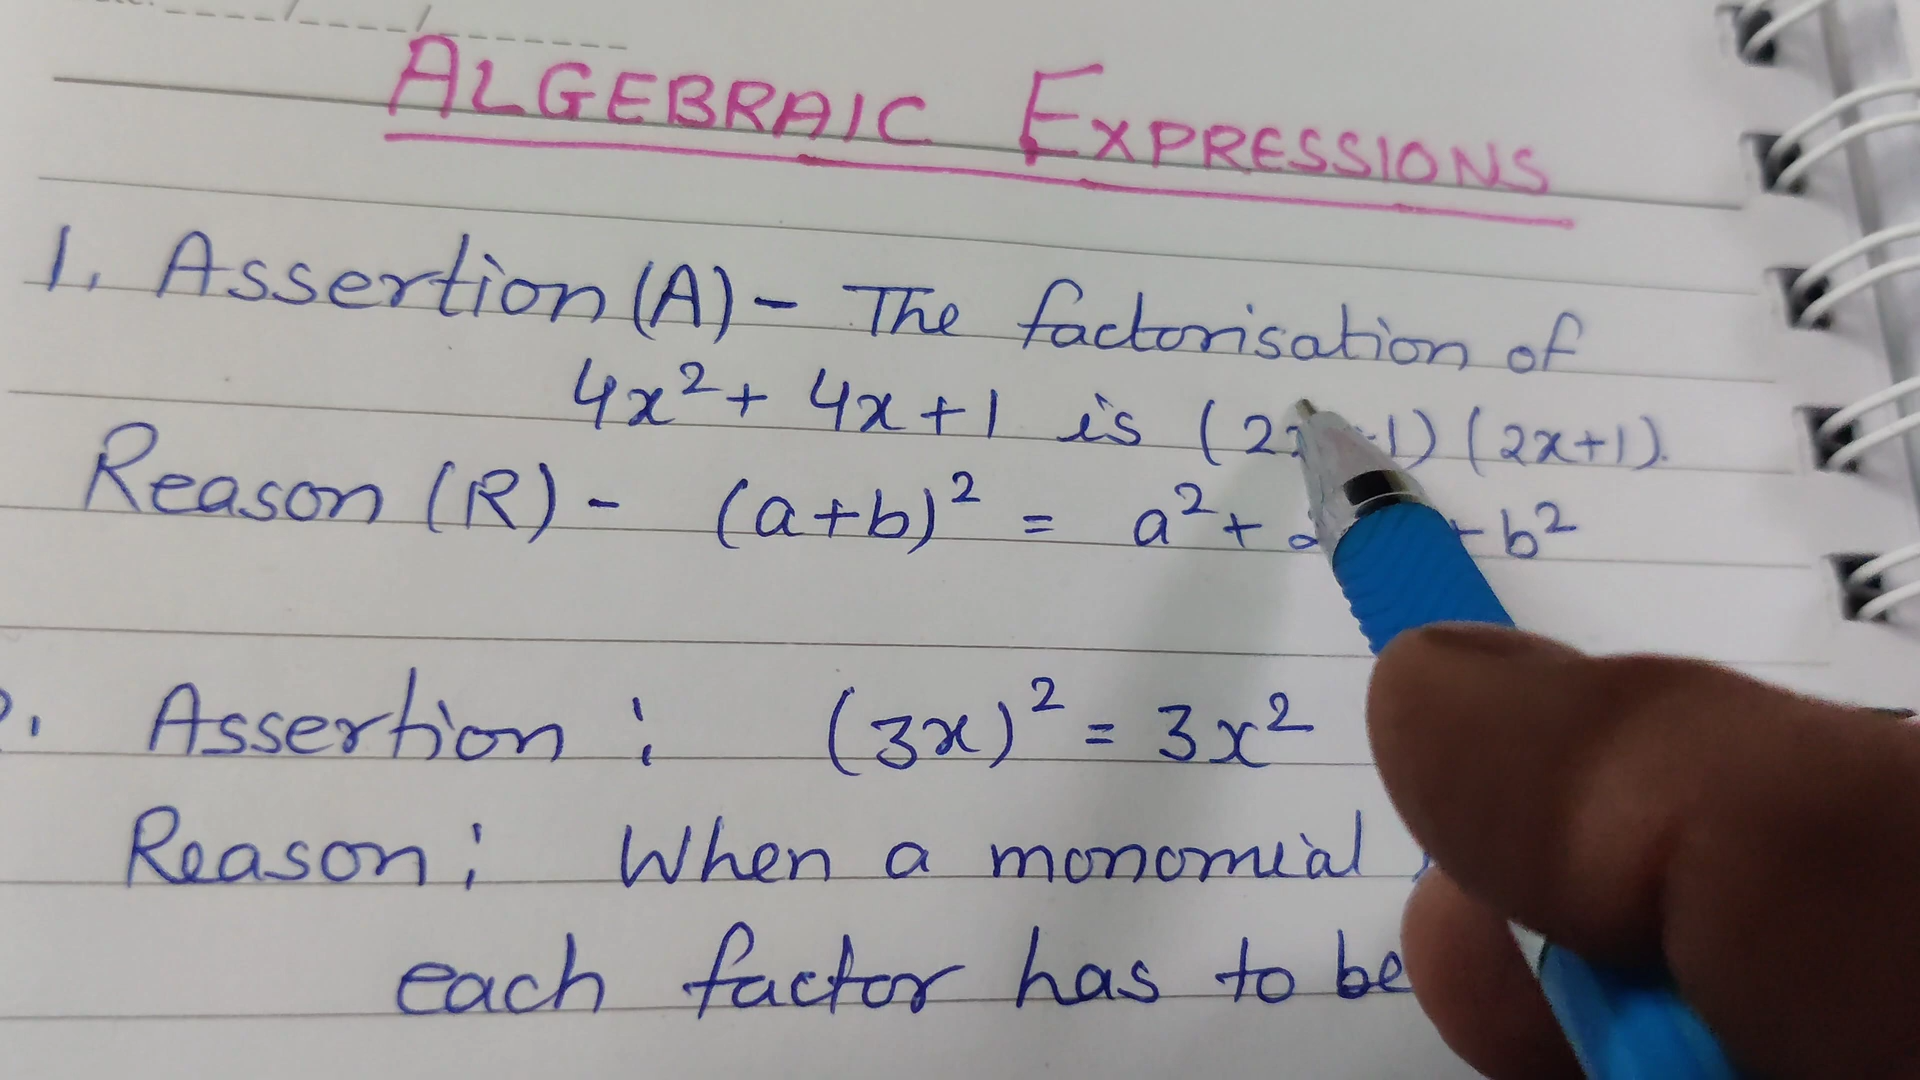 ALGEBRAIC EXPRESSIONS
1. Assertion (A) - The factorisation of
4x² + 4x + 1 is (2 1) (2x+1).
Reason (R) - (a+b)² = a² + + b²
Assertion : (3x)² = 3x²
Reason : When a monomial
each factor has to be